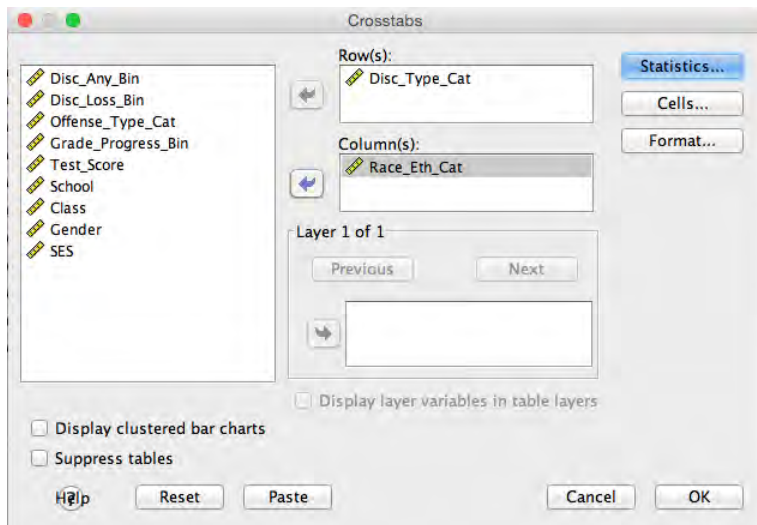 Crosstabs
Disc_Any_Bin
Disc_Loss_Bin
Offense_Type_Cat
Grade_Progress_Bin
Test_Score
School
Class
Gender
SES
Row(s):
Disc_Type_Cat
Column(s):
Race_Eth_Cat
Layer 1 of 1
Previous Next
Display layer variables in table layers
Statistics...
Cells...
Format...
Display clustered bar charts
Suppress tables
Help ? Reset Paste Cancel OK